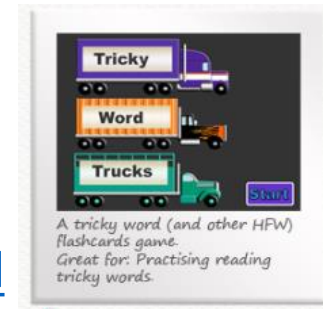 Tricky
Word
Trucks
Start
A tricky word (and other HFW)
flashcards game.
Great for: Practising reading
tricky words.